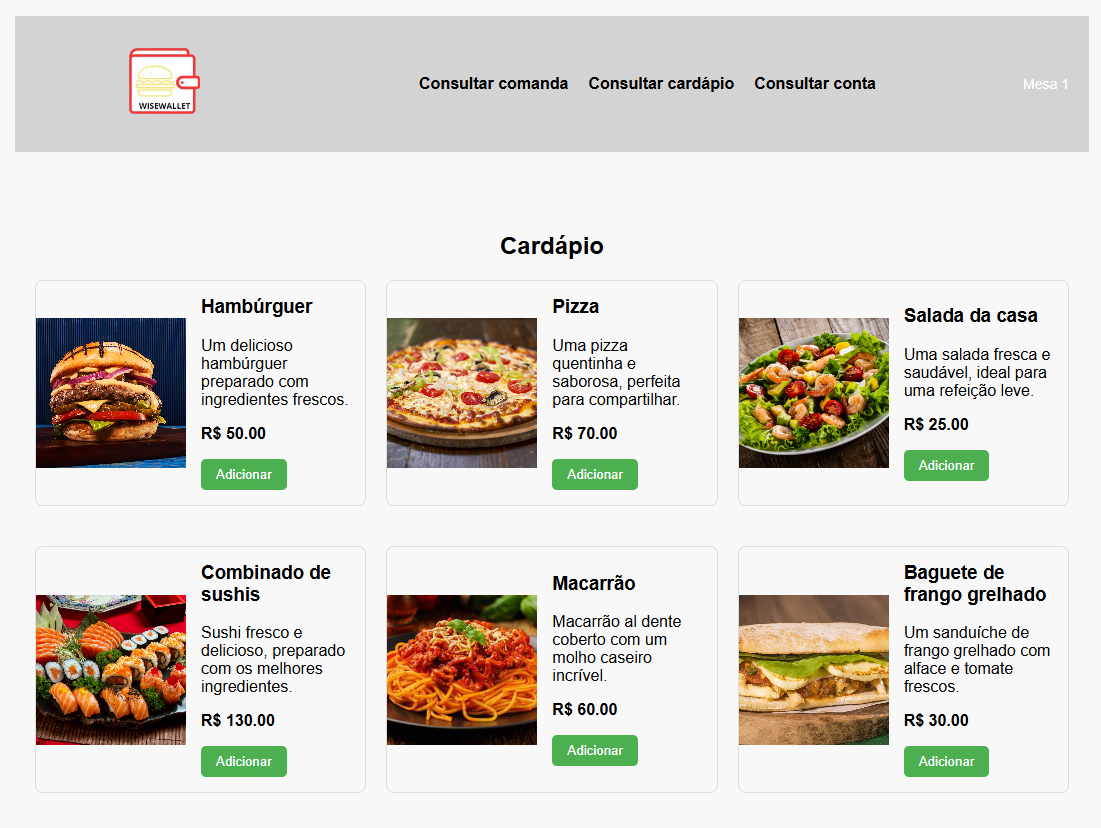 WISEWALLET
Consultar comanda Consultar cardápio Consultar conta
Mesa 1
Cardápio
Hambúrguer
Um delicioso
hambúrguer
preparado com
ingredientes frescos.
R$ 50.00
Adicionar
Pizza
Uma pizza
quentinha e
saborosa, perfeita
para compartilhar.
R$ 70.00
Adicionar
Salada da casa
Uma salada fresca e
saudável, ideal para
uma refeição leve.
R$ 25.00
Adicionar
Combinado de
sushis
Sushi fresco e
delicioso, preparado
com os melhores
ingredientes.
R$ 130.00
Adicionar
Macarrão
Macarrão al dente
coberto com um
molho caseiro
incrível.
R$ 60.00
Adicionar
Baguete de
frango grelhado
Um sanduíche de
frango grelhado com
alface e tomate
frescos.
R$ 30.00
Adicionar